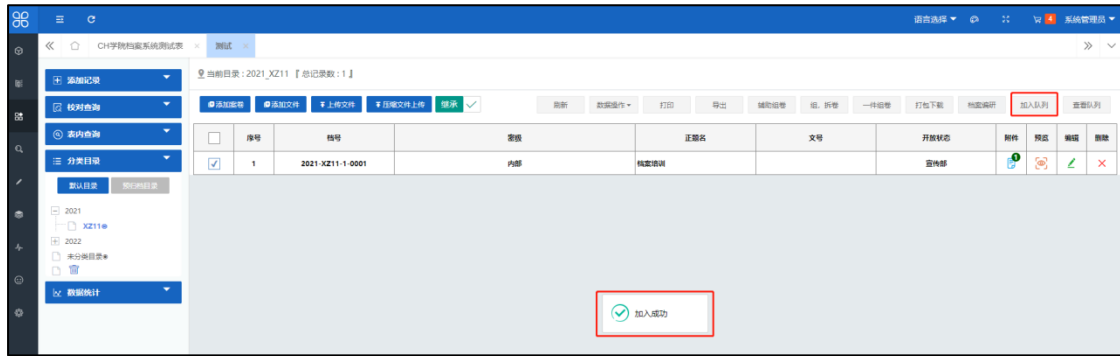 语言选择 4 系统管理员
CH学院档案系统测试表 × 测试 ×
添加记录
校对查询
表内查询
分类目录
默认目录 预归档目录
2021
XZ11
2022
未分类目录
数据统计
当前目录 : 2021_XZ11 『 总记录数 : 1 』
添加案卷 添加文件 上传文件 压缩文件上传 继承 刷新 数据操作 打印 导出 辅助组卷 组、拆卷 一件组卷 打包下载 档案编研 加入队列 查看队列
序号 档号 密级 正题名 文号 开放状态 附件 预览 编辑 删除
1 2021-XZ11-1-0001 内部 档案培训 宣传部 1
加入成功